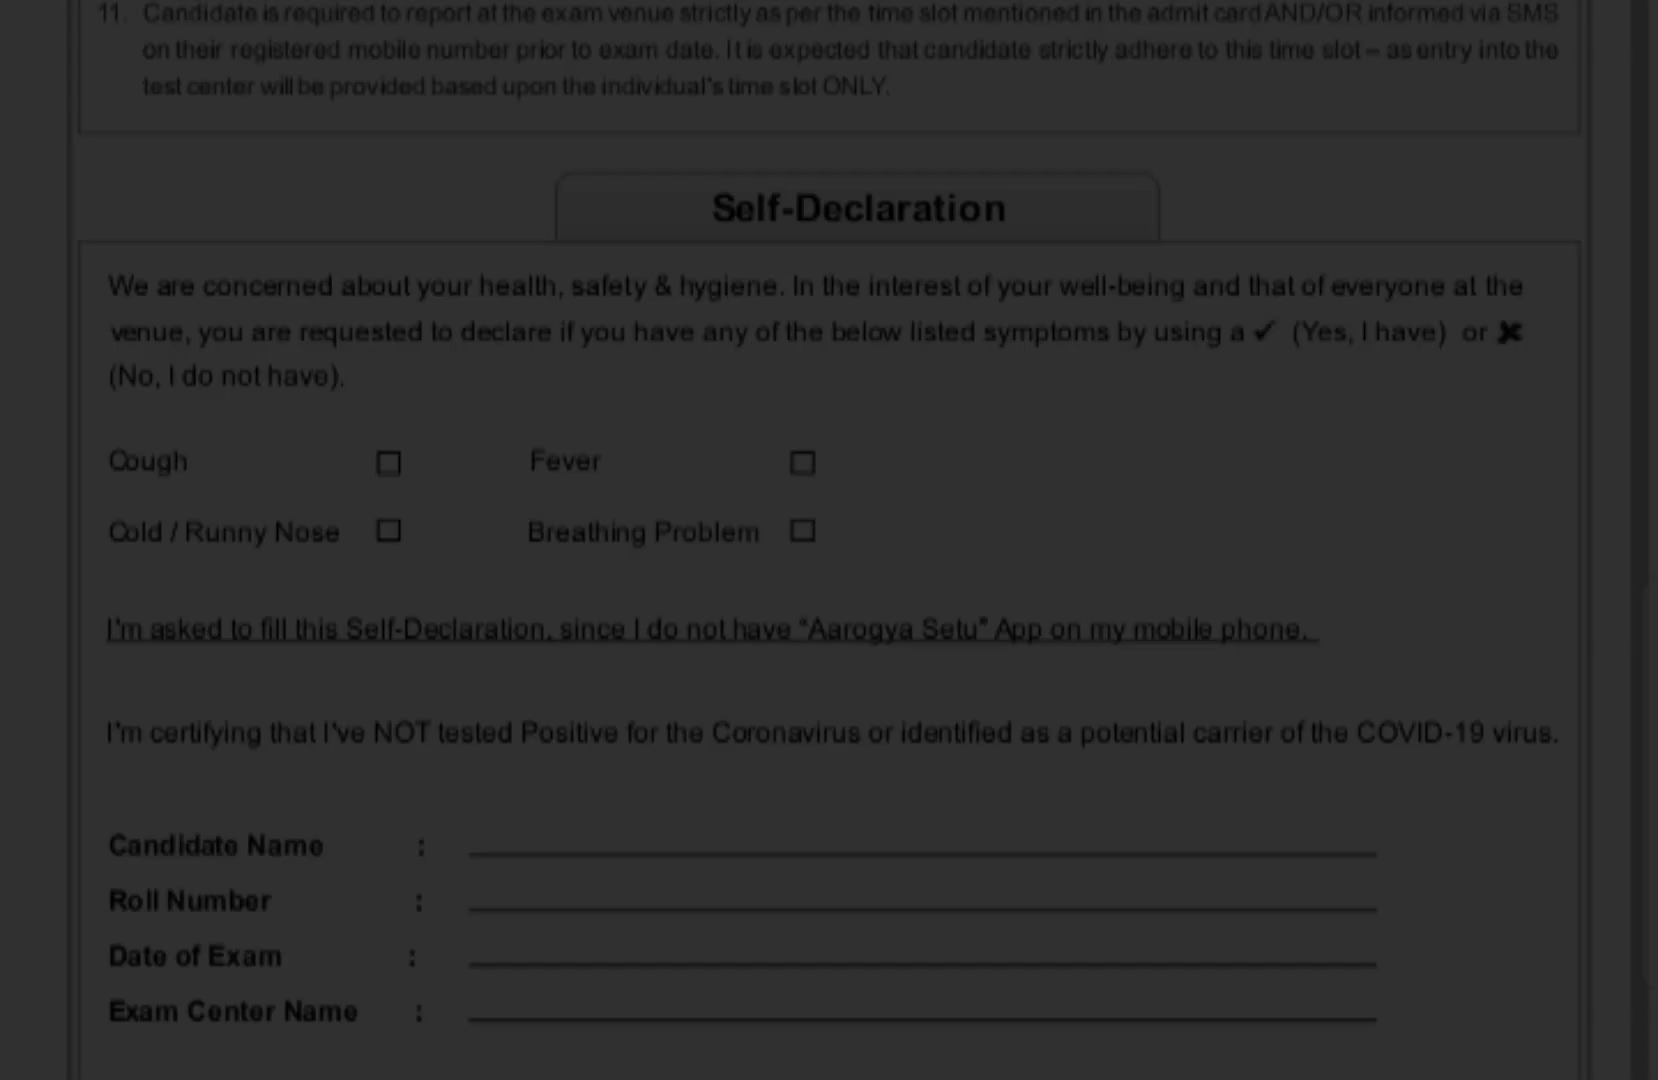 11. Candidate is required to report at the exam venue strictly as per the time slot mentioned in the admit card AND/OR informed via SMS
on their registered mobile number prior to exam date. It is expected that candidate strictly adhere to this time slot – as entry into the
test center will be provided based upon the individual's time slot ONLY.
Self-Declaration
We are concerned about your health, safety & hygiene. In the interest of your well-being and that of everyone at the
venue, you are requested to declare if you have any of the below listed symptoms by using a ✓ (Yes, I have) or ✖
(No, I do not have).
Cough ☐ Fever ☐
Cold / Runny Nose ☐ Breathing Problem ☐
I'm asked to fill this Self-Declaration, since I do not have “Aarogya Setu” App on my mobile phone.
I'm certifying that I've NOT tested Positive for the Coronavirus or identified as a potential carrier of the COVID-19 virus.
Candidate Name :
Roll Number :
Date of Exam :
Exam Center Name :